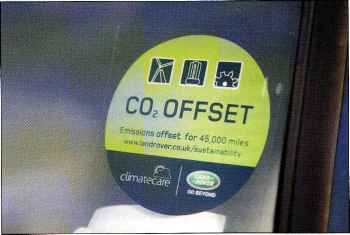 CO₂ OFFSET
Emissions offset for 45,000 miles
www.landrover.co.uk/sustainability
climatecare
LAND ROVER
GO BEYOND